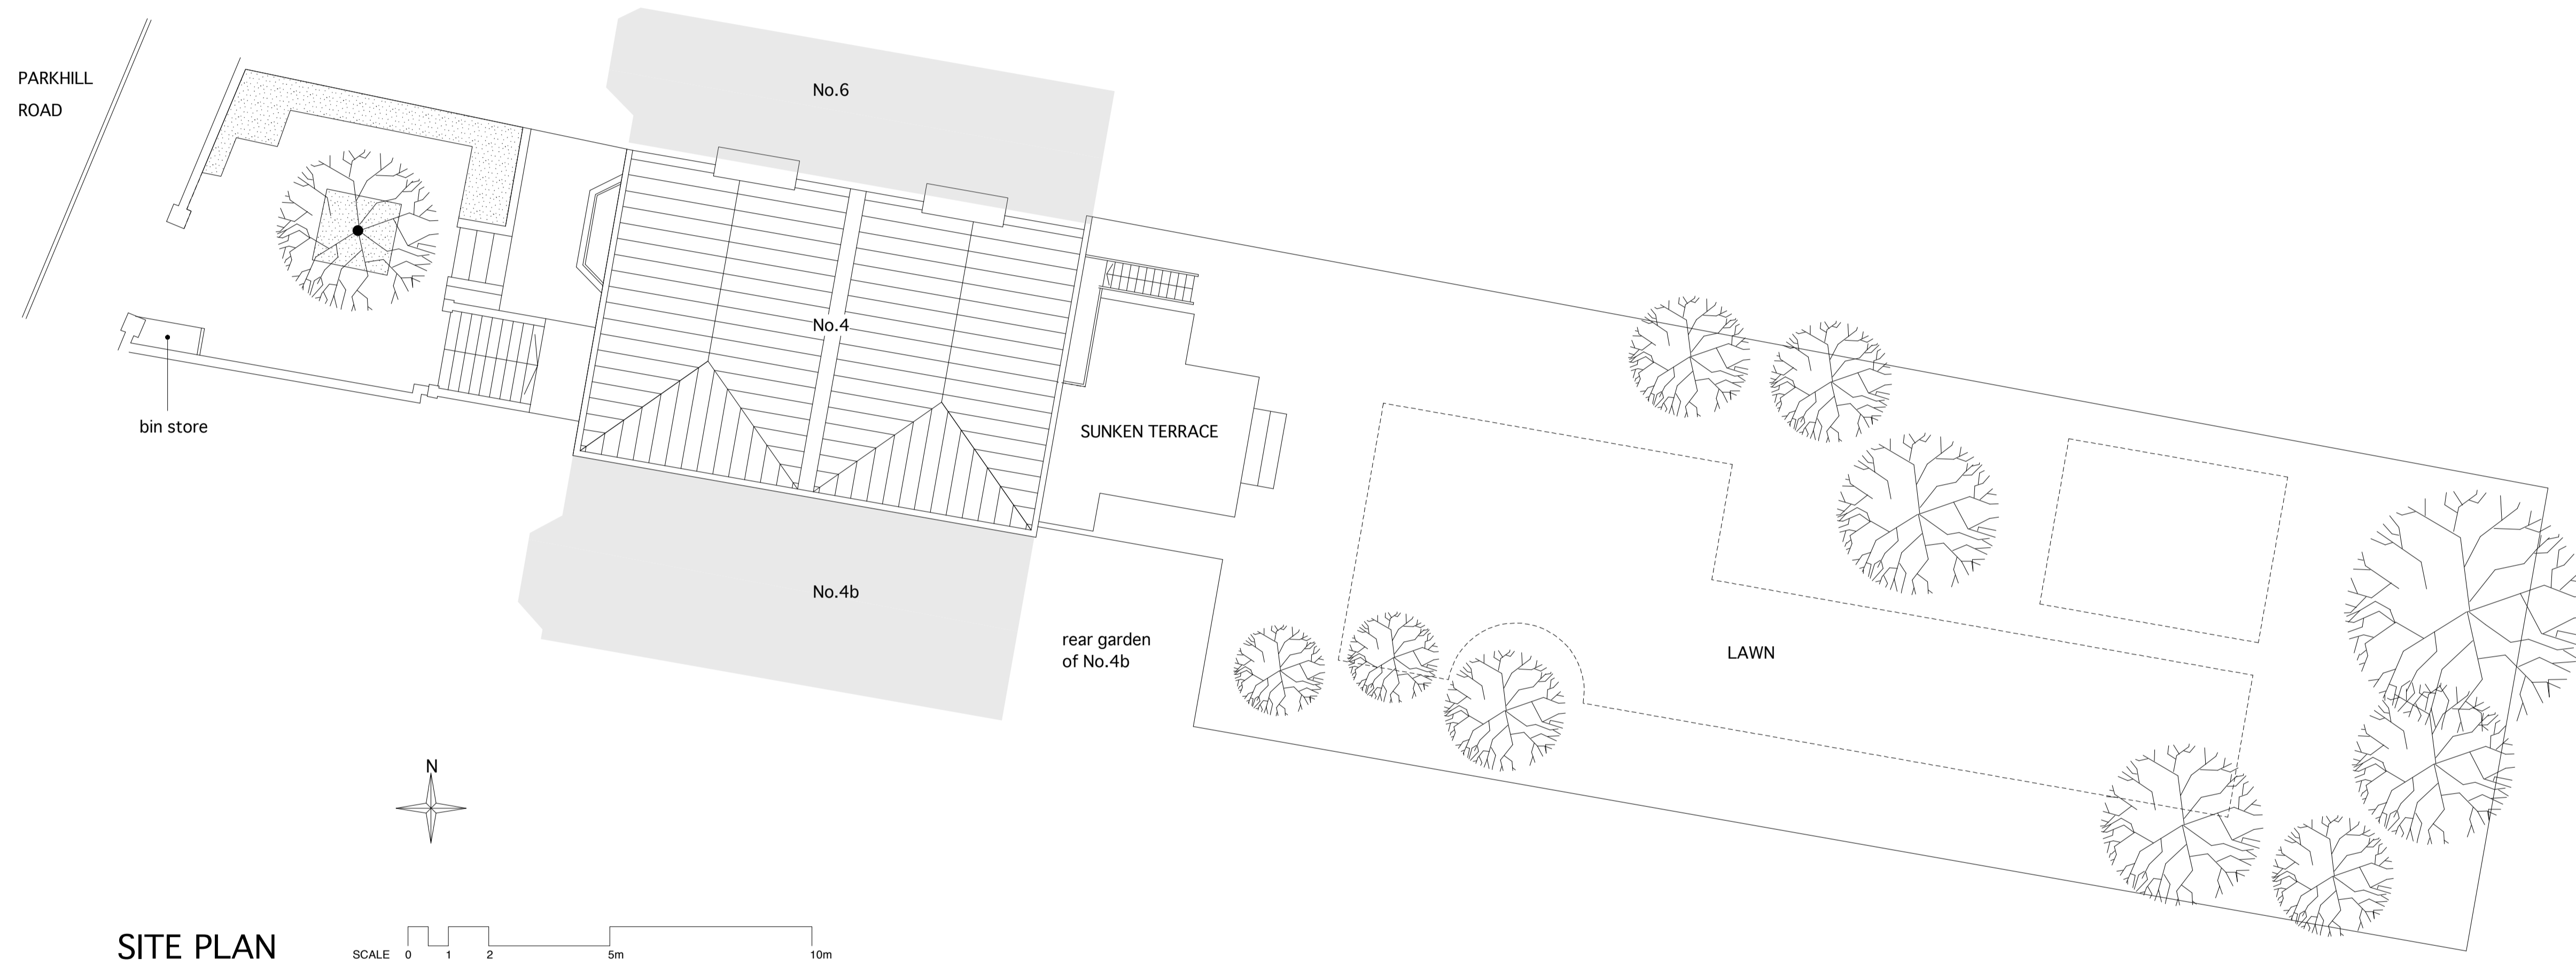 PARKHILL
ROAD
No.6
No.4
bin store
SUNKEN TERRACE
No.4b
rear garden
of No.4b
LAWN
N
SITE PLAN
SCALE 0 1 2 5m 10m